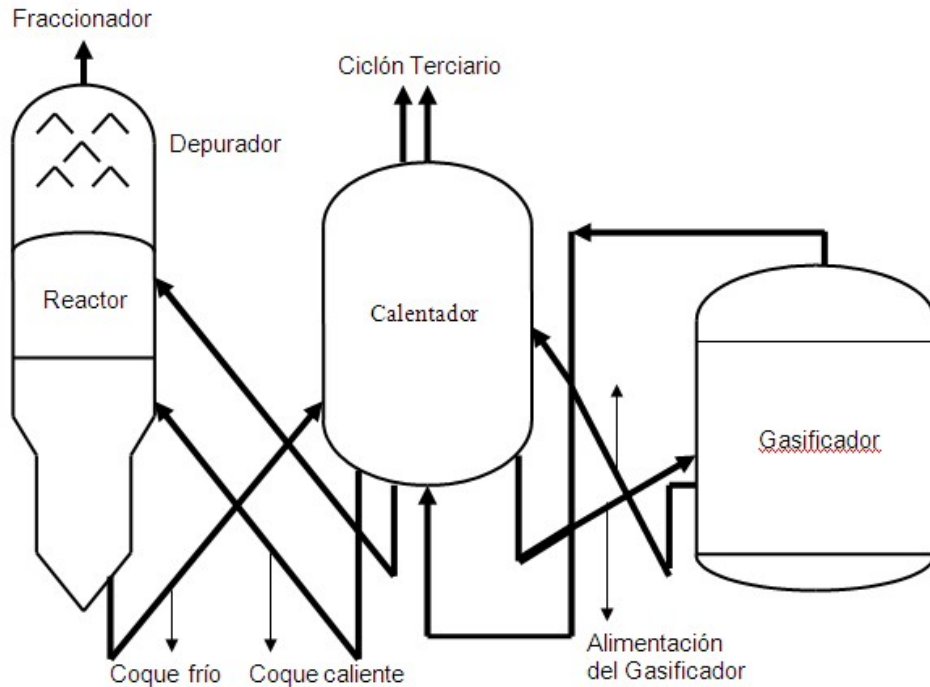 Fraccionador
Ciclón Terciario
Depurador
Reactor
Calentador
Gasificador
Alimentación
del Gasificador
Coque frío
Coque caliente